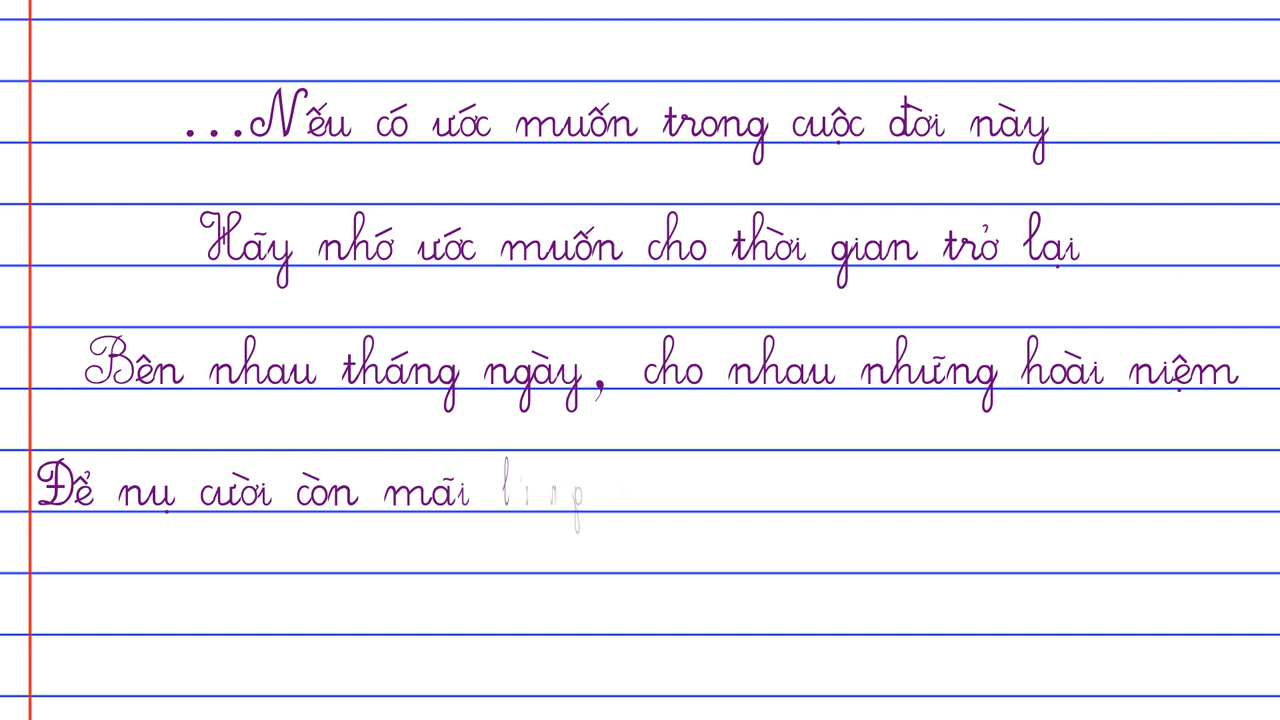 ...Nếu có ước muốn trong cuộc đời này
Hãy nhớ ước muốn cho thời gian trở lại
Bên nhau tháng ngày, cho nhau những hoài niệm
Để nụ cười còn mãi